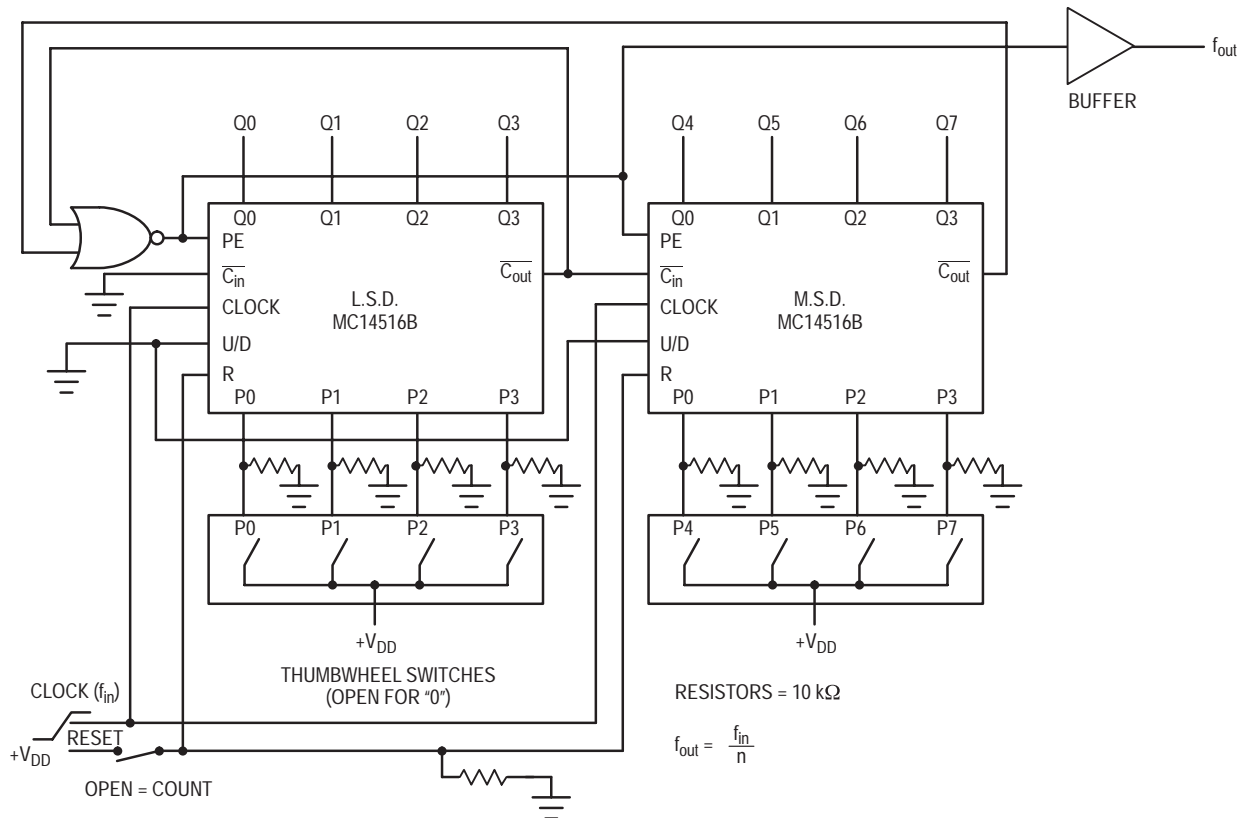 f_out
BUFFER
Q0 Q1 Q2 Q3 Q4 Q5 Q6 Q7
Q0 Q1 Q2 Q3 Q0 Q1 Q2 Q3
PE PE
C_in C_out C_in C_out
CLOCK L.S.D. CLOCK M.S.D.
MC14516B MC14516B
U/D U/D
R R
P0 P1 P2 P3 P0 P1 P2 P3
P0 P1 P2 P3 P4 P5 P6 P7
+V_DD +V_DD
THUMBWHEEL SWITCHES
(OPEN FOR “0”)
CLOCK (f_in)
RESISTORS = 10 kΩ
RESET
+V_DD
f_out = f_in / n
OPEN = COUNT